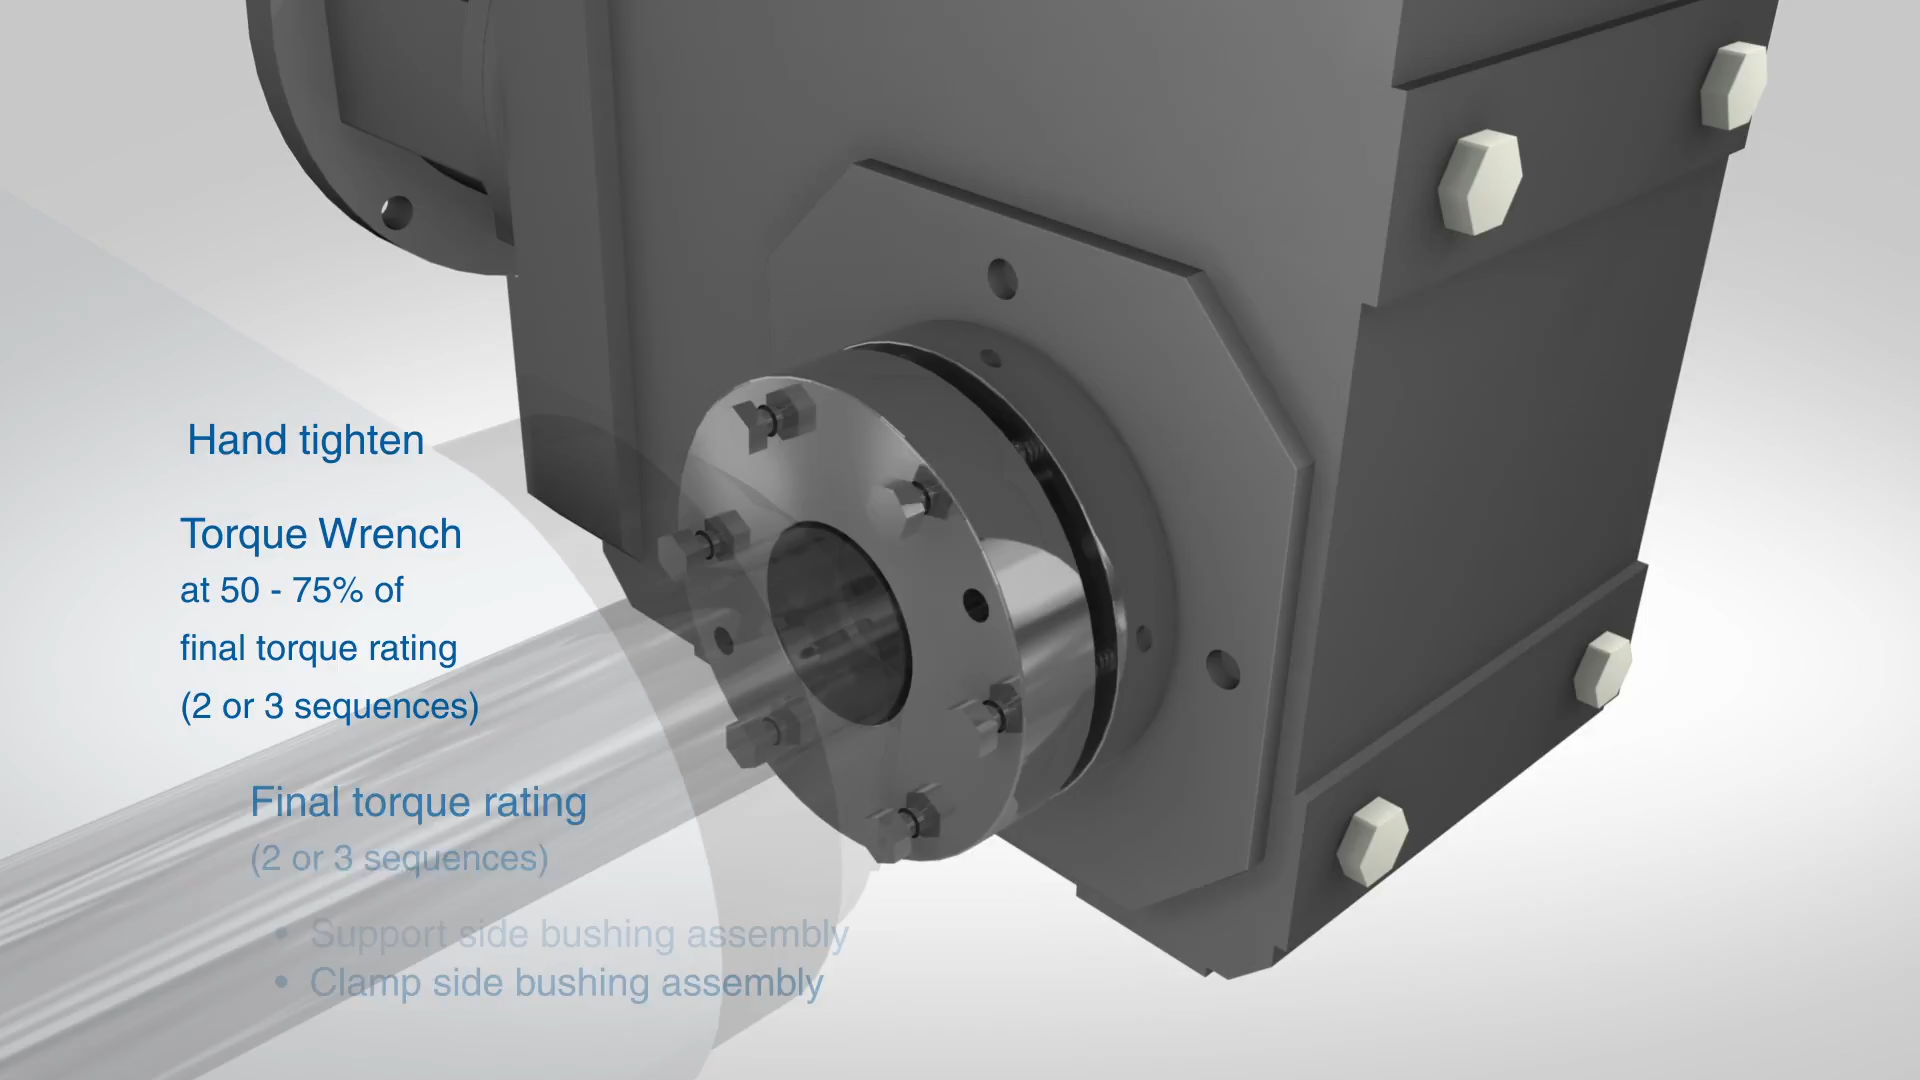 Hand tighten
Torque Wrench
at 50 - 75% of
final torque rating
(2 or 3 sequences)
Final torque rating
(2 or 3 sequences)
• Support side bushing assembly
• Clamp side bushing assembly